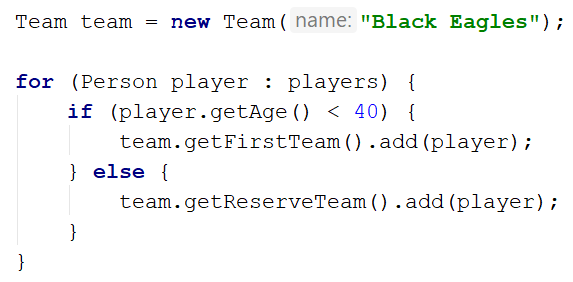 Team team = new Team( name: "Black Eagles");
for (Person player : players) {
    if (player.getAge() < 40) {
        team.getFirstTeam().add(player);
    } else {
        team.getReserveTeam().add(player);
    }
}